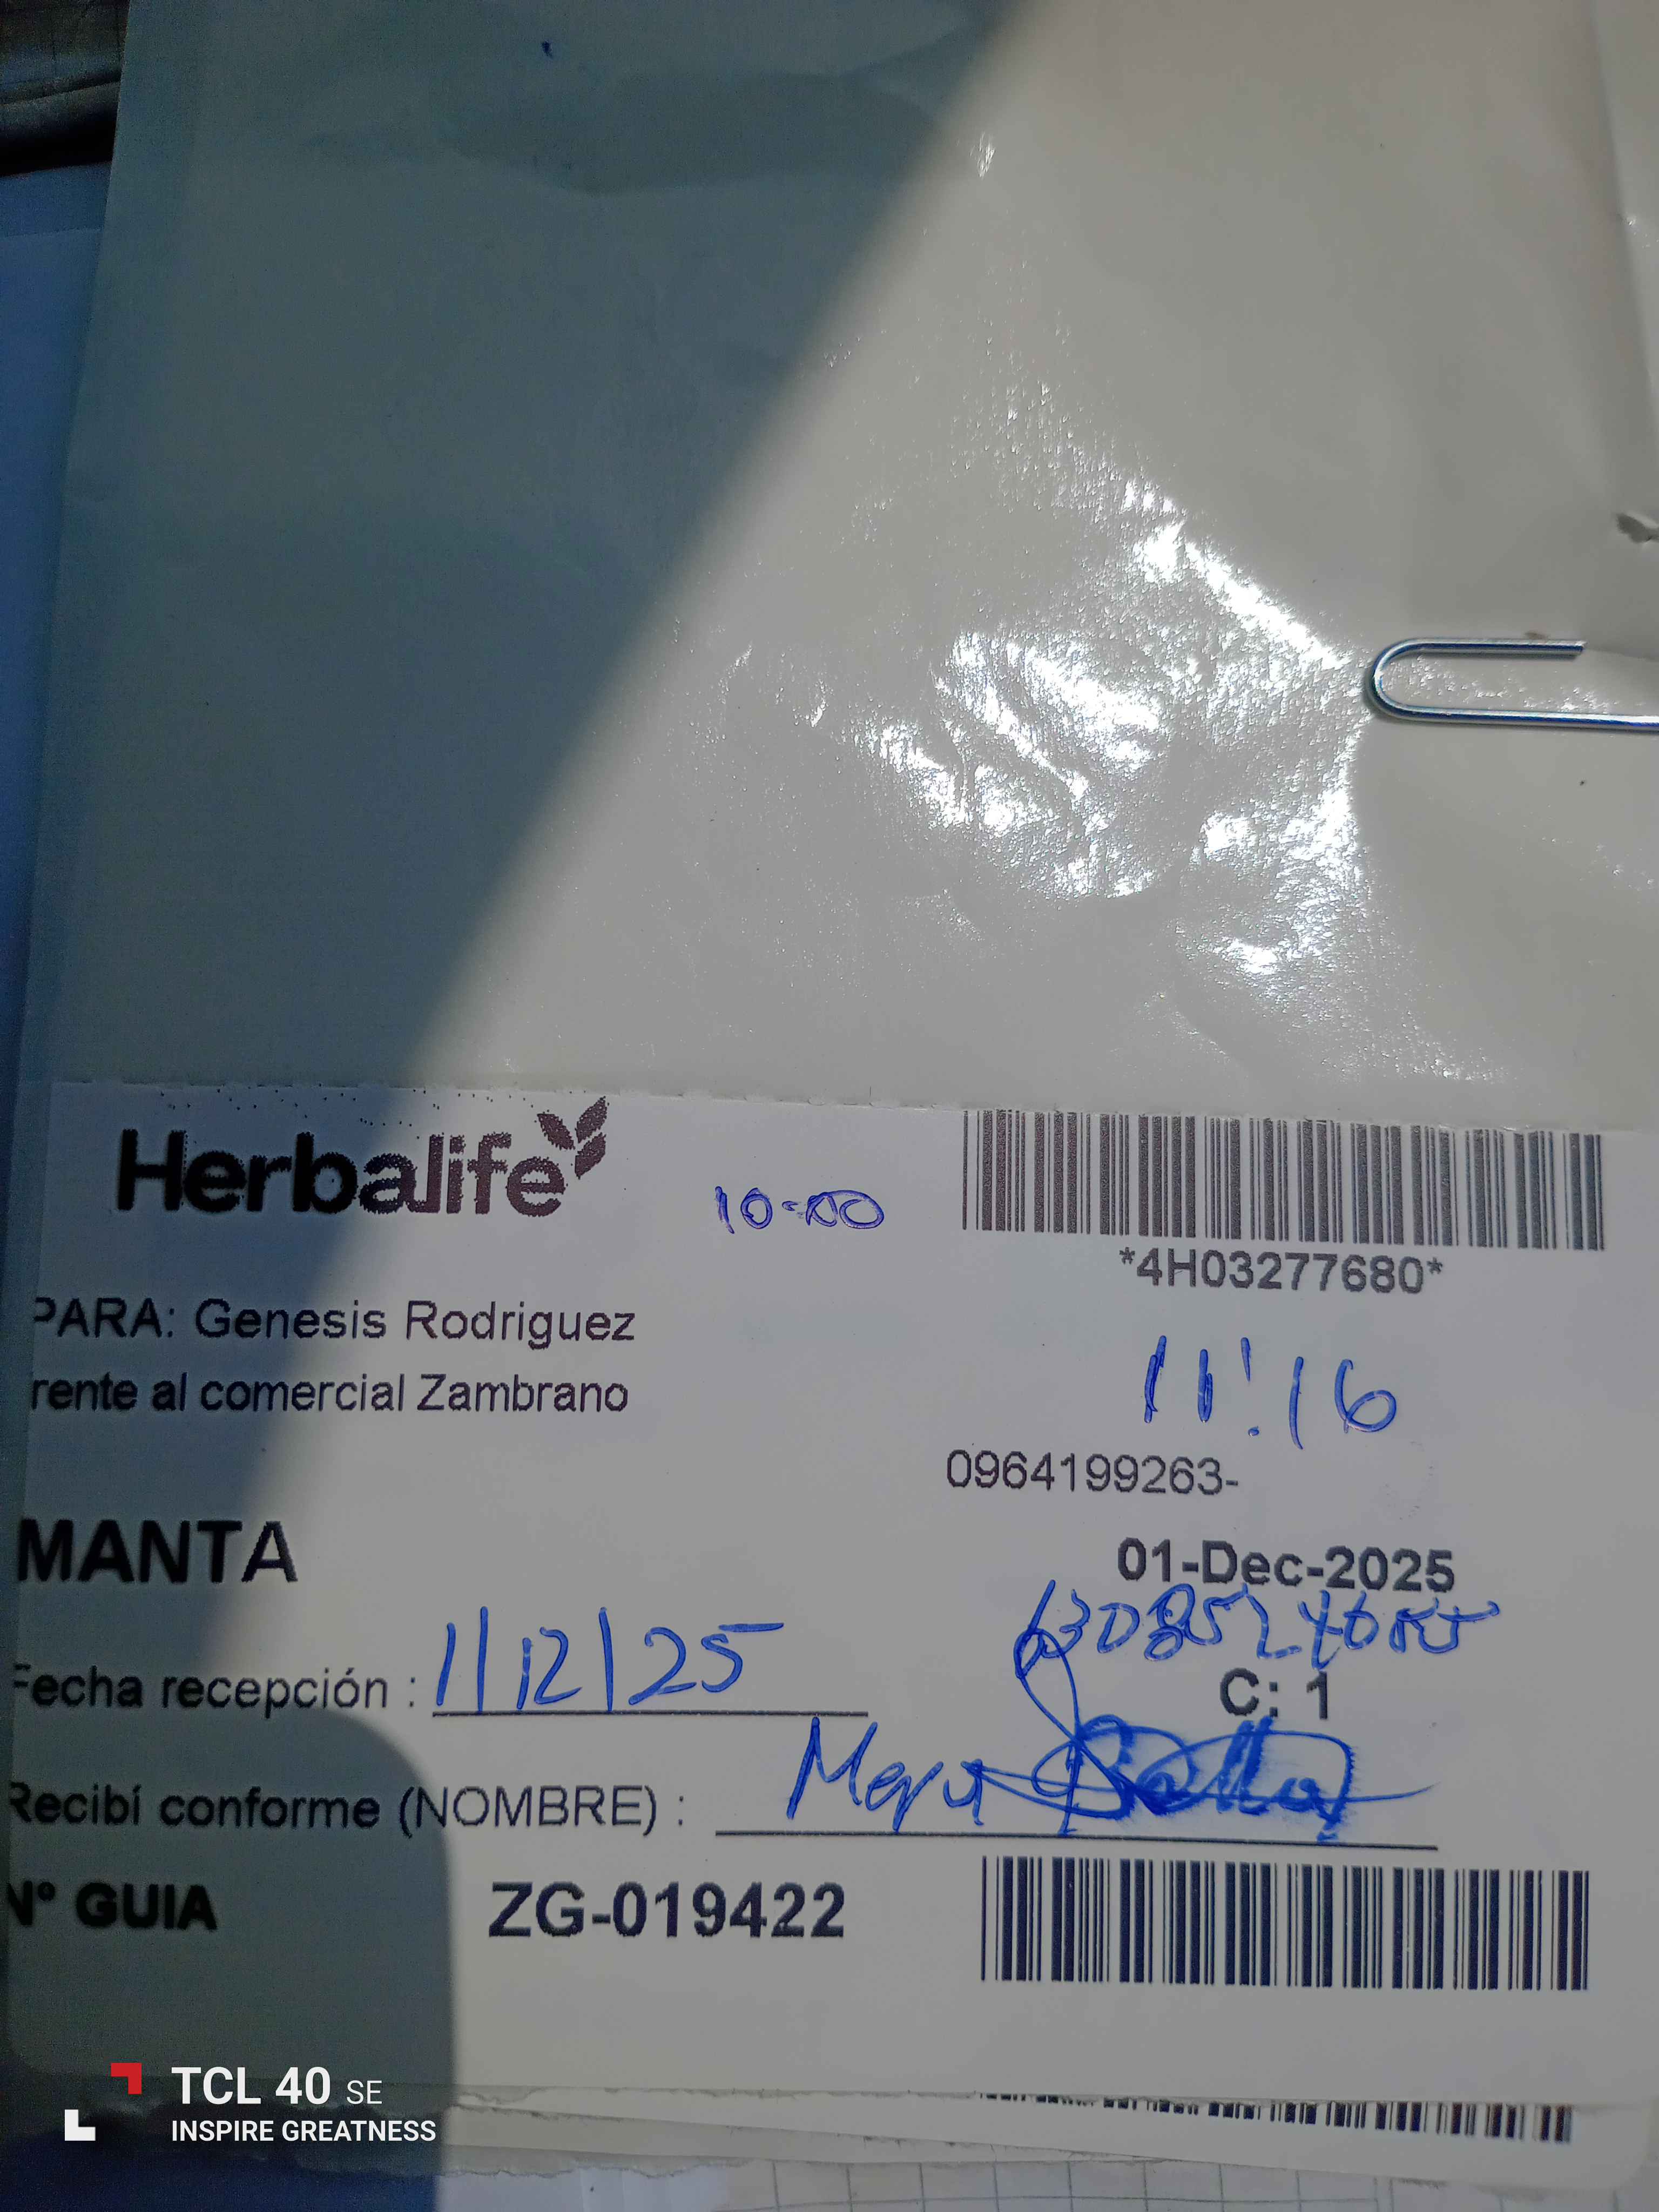 Herbalife
10-00
*4H03277680*
PARA: Genesis Rodriguez
rente al comercial Zambrano
11:16
0964199263-
MANTA
01-Dec-2025
Fecha recepción : 1/12/25
C: 1
Recibí conforme (NOMBRE) :
N° GUIA ZG-019422
TCL 40 SE
INSPIRE GREATNESS